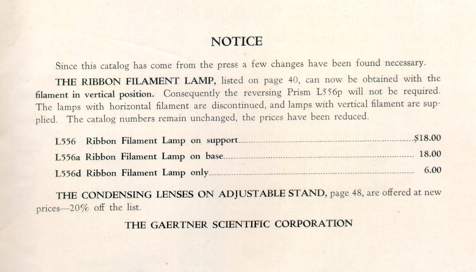 NOTICE
Since this catalog has come from the press a few changes have been found necessary.
THE RIBBON FILAMENT LAMP, listed on page 40, can now be obtained with the
filament in vertical position. Consequently the reversing Prism L556p will not be required.
The lamps with horizontal filament are discontinued, and lamps with vertical filament are sup-
plied. The catalog numbers remain unchanged, the prices have been reduced.
L556 Ribbon Filament Lamp on support....................$18.00
L556a Ribbon Filament Lamp on base.................... 18.00
L556d Ribbon Filament Lamp only.................... 6.00
THE CONDENSING LENSES ON ADJUSTABLE STAND, page 48, are offered at new
prices—20% off the list.
THE GAERTNER SCIENTIFIC CORPORATION